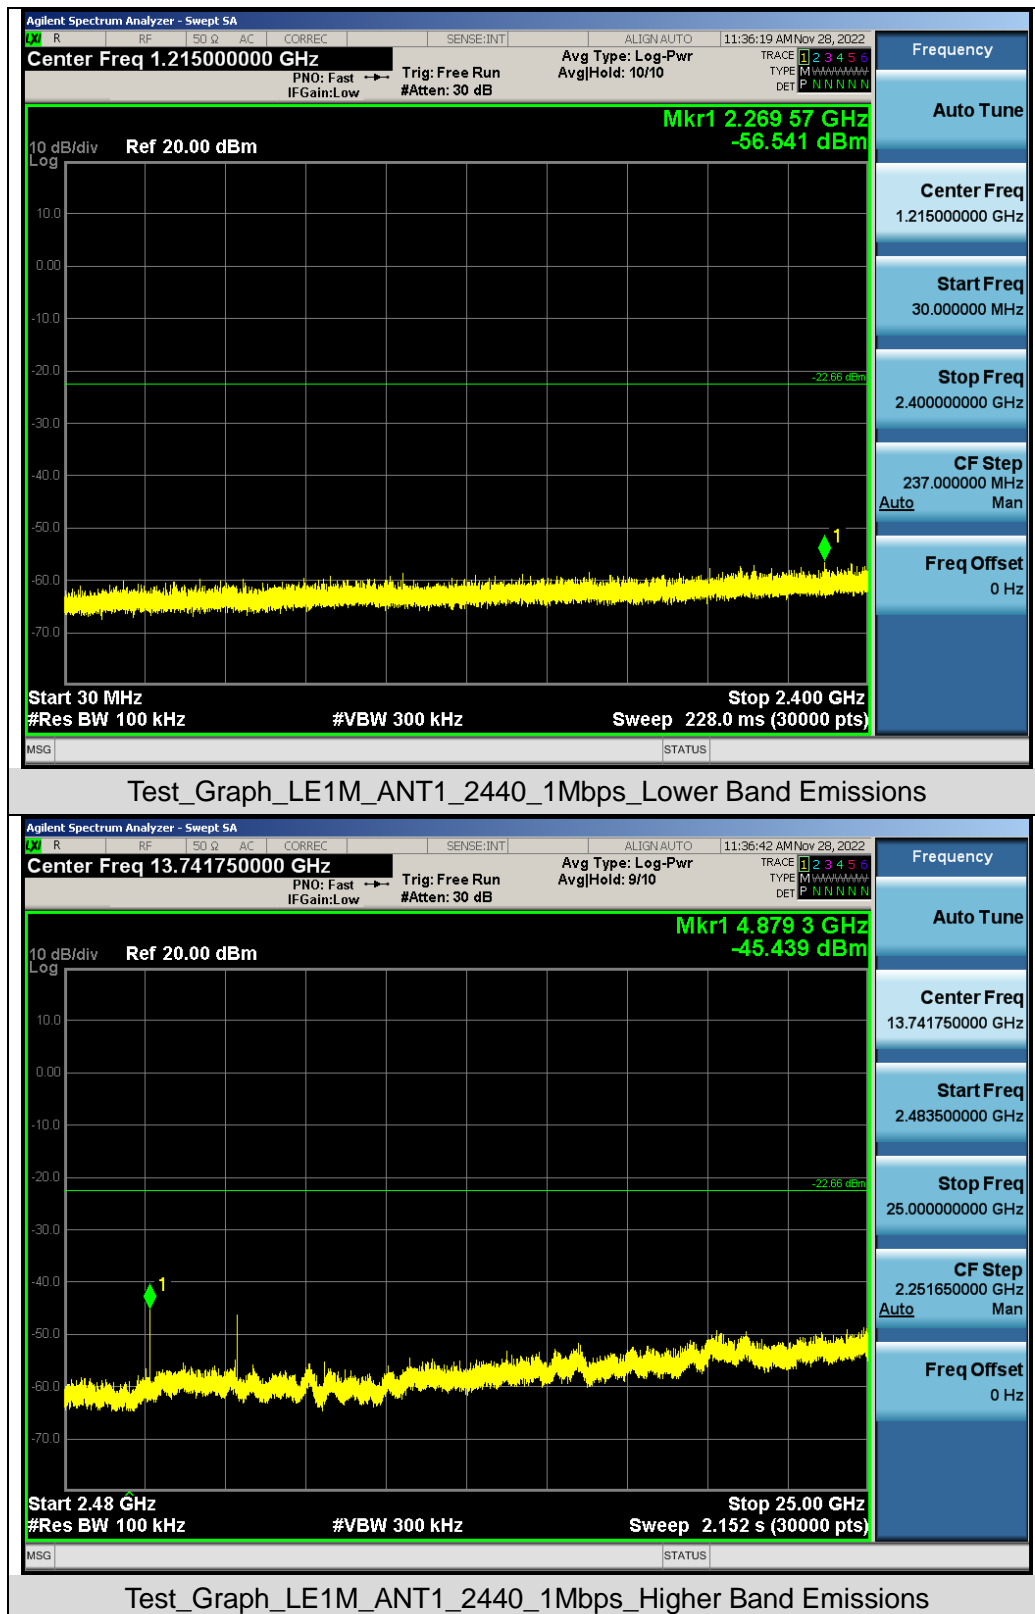 Agilent Spectrum Analyzer - Swept SA
LXI R RF 50 Ω AC CORREC SENSE:INT ALIGN AUTO 11:36:19 AM Nov 28, 2022
Center Freq 1.215000000 GHz
PNO: Fast Trig: Free Run Avg Type: Log-Pwr TRACE 1 2 3 4 5 6
IFGain:Low #Atten: 30 dB Avg|Hold: 10/10 TYPE M WWWWW
DET P N N N N N
Mkr1 2.269 57 GHz
-56.541 dBm
10 dB/div Ref 20.00 dBm
Log
10.0
0.00
-10.0
-20.0
-22.66 dBm
-30.0
-40.0
-50.0
1
-60.0
-70.0
Start 30 MHz Stop 2.400 GHz
#Res BW 100 kHz #VBW 300 kHz Sweep 228.0 ms (30000 pts)
MSG STATUS
Frequency
Auto Tune
Center Freq
1.215000000 GHz
Start Freq
30.000000 MHz
Stop Freq
2.400000000 GHz
CF Step
237.000000 MHz
Auto Man
Freq Offset
0 Hz
Test_Graph_LE1M_ANT1_2440_1Mbps_Lower Band Emissions
Agilent Spectrum Analyzer - Swept SA
LXI R RF 50 Ω AC CORREC SENSE:INT ALIGN AUTO 11:36:42 AM Nov 28, 2022
Center Freq 13.741750000 GHz
PNO: Fast Trig: Free Run Avg Type: Log-Pwr TRACE 1 2 3 4 5 6
IFGain:Low #Atten: 30 dB Avg|Hold: 9/10 TYPE M WWWWW
DET P N N N N N
Mkr1 4.879 3 GHz
-45.439 dBm
10 dB/div Ref 20.00 dBm
Log
10.0
0.00
-10.0
-20.0
-22.66 dBm
-30.0
-40.0
1
-50.0
-60.0
-70.0
Start 2.48 GHz Stop 25.00 GHz
#Res BW 100 kHz #VBW 300 kHz Sweep 2.152 s (30000 pts)
MSG STATUS
Frequency
Auto Tune
Center Freq
13.741750000 GHz
Start Freq
2.483500000 GHz
Stop Freq
25.000000000 GHz
CF Step
2.251650000 GHz
Auto Man
Freq Offset
0 Hz
Test_Graph_LE1M_ANT1_2440_1Mbps_Higher Band Emissions